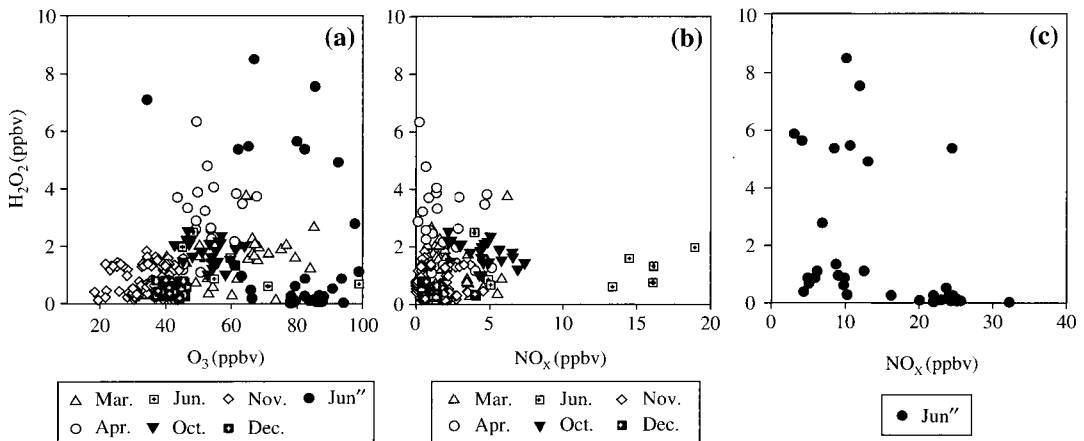 (a) (b) (c)
H₂O₂ (ppbv)
10 10 10
8 8 8
6 6 6
4 4 4
2 2 2
0 0 0
20 40 60 80 100 0 5 10 15 20 0 10 20 30 40
O₃ (ppbv) NOₓ (ppbv) NOₓ (ppbv)
Mar. Jun. Nov. Jun″
Apr. Oct. Dec.
Mar. Jun. Nov.
Apr. Oct. Dec.
Jun″